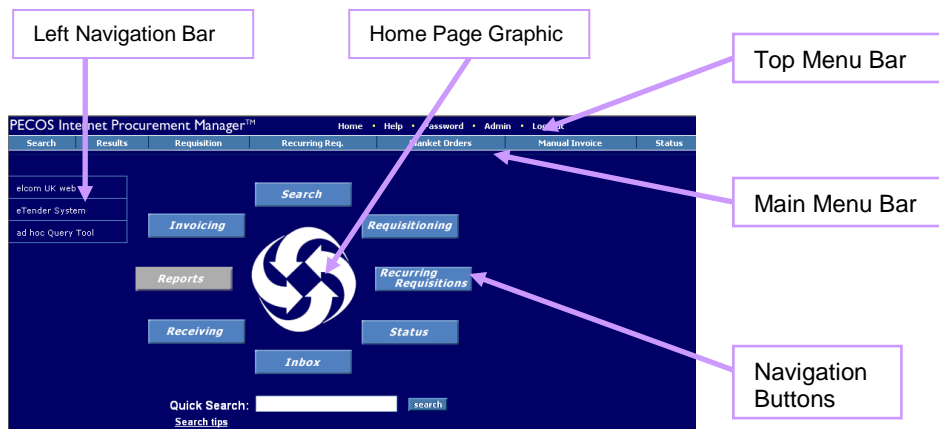 Left Navigation Bar
Home Page Graphic
Top Menu Bar
PECOS Internet Procurement Manager™
Home • Help • Password • Admin • Logout
Search Results Requisition Recurring Req. Blanket Orders Manual Invoice Status
elcom UK web
eTender System
ad hoc Query Tool
Search
Invoicing
Requisitioning
Main Menu Bar
Reports
Recurring
Requisitions
Receiving
Status
Inbox
Navigation
Buttons
Quick Search:
search
Search tips